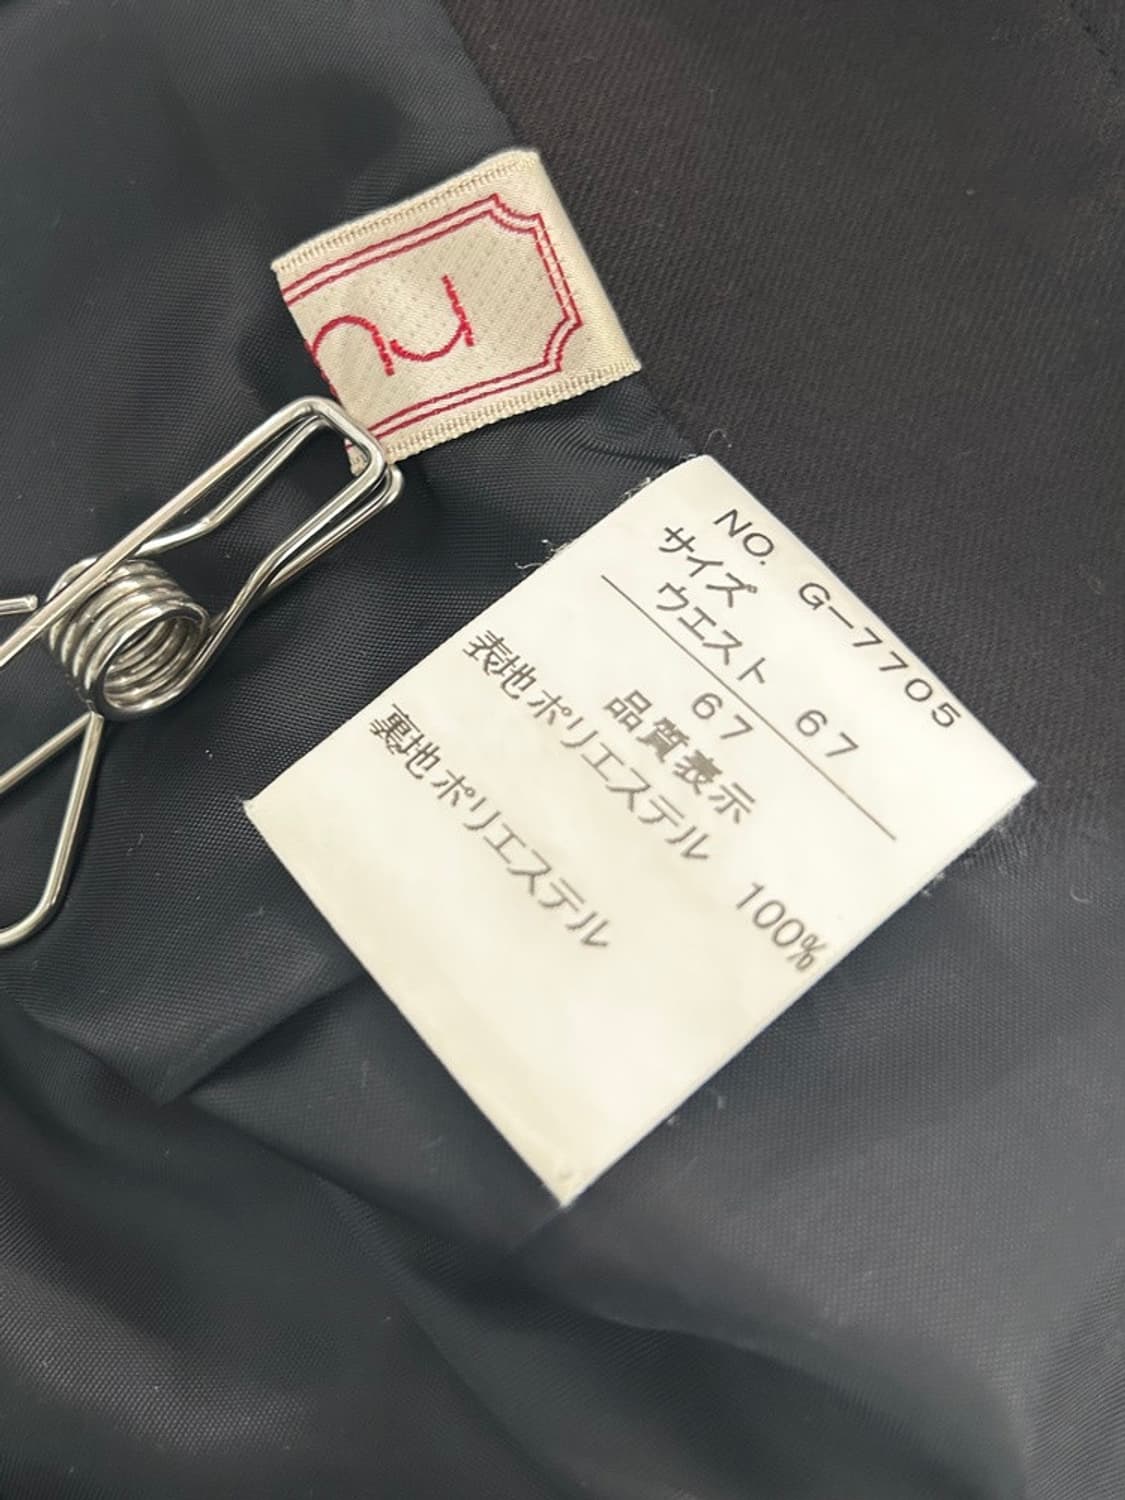 NO. G-7705
サイズ 67
ウエスト 67
品質表示
表地 ポリエステル 100%
裏地 ポリエステル